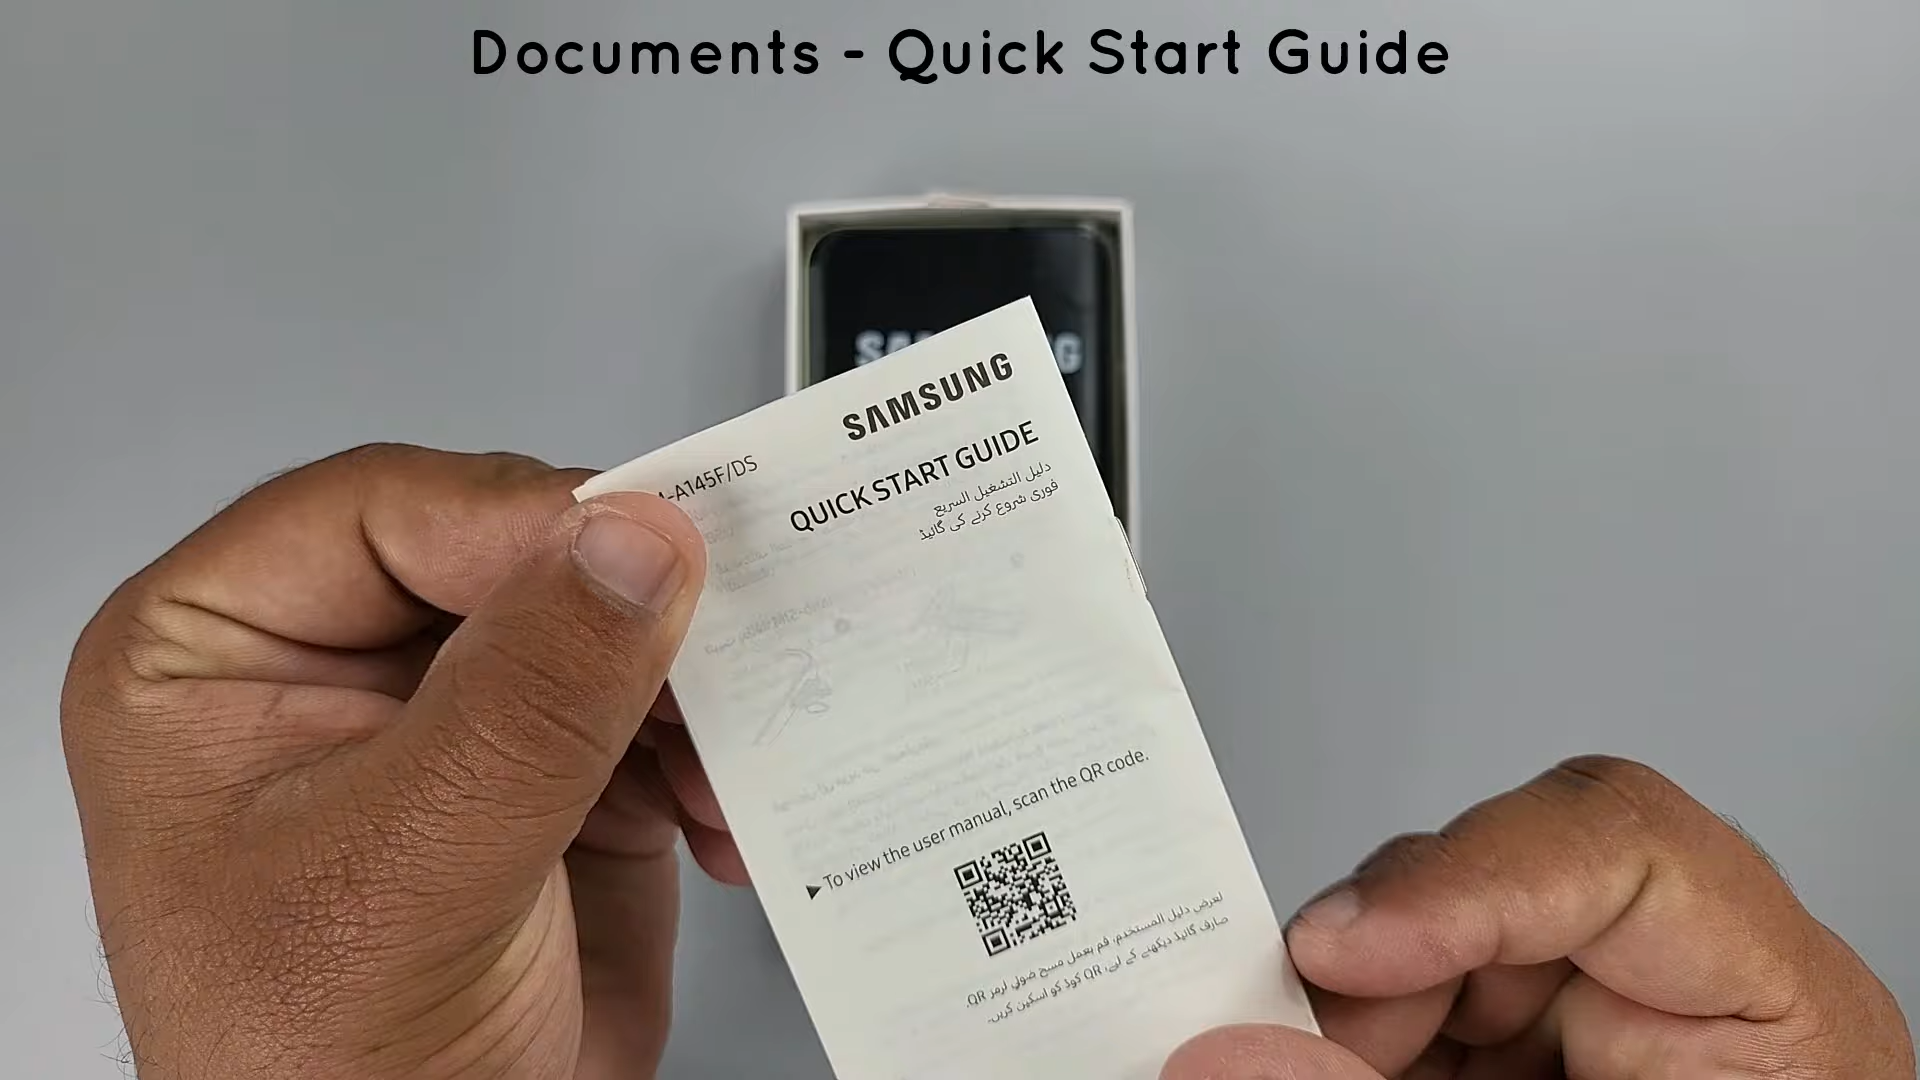 Documents - Quick Start Guide
SAMSUNG
-A145F/DS
QUICK START GUIDE
دليل التشغيل السريع
فوری شروع کرنے کی گائیڈ
▶ To view the user manual, scan the QR code.
لعرض دليل المستخدم، قم بعمل مسح ضوئي لرمز QR.
صارف گائیڈ دیکھنے کے لیے، QR کوڈ کو اسکین کریں۔